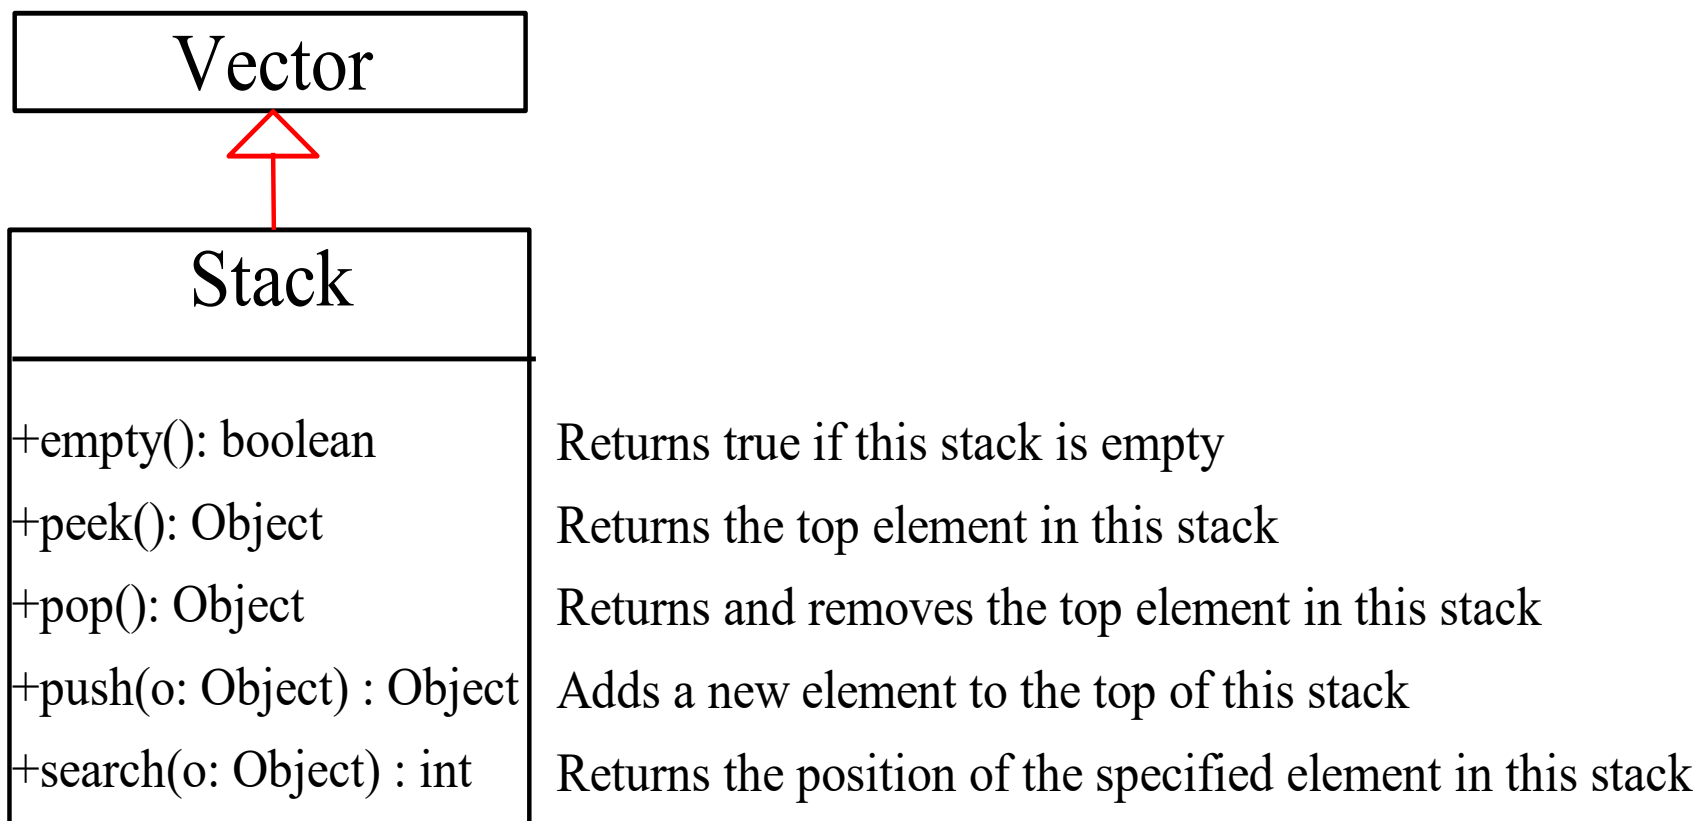 Vector
Stack
+empty(): boolean Returns true if this stack is empty
+peek(): Object Returns the top element in this stack
+pop(): Object Returns and removes the top element in this stack
+push(o: Object) : Object Adds a new element to the top of this stack
+search(o: Object) : int Returns the position of the specified element in this stack